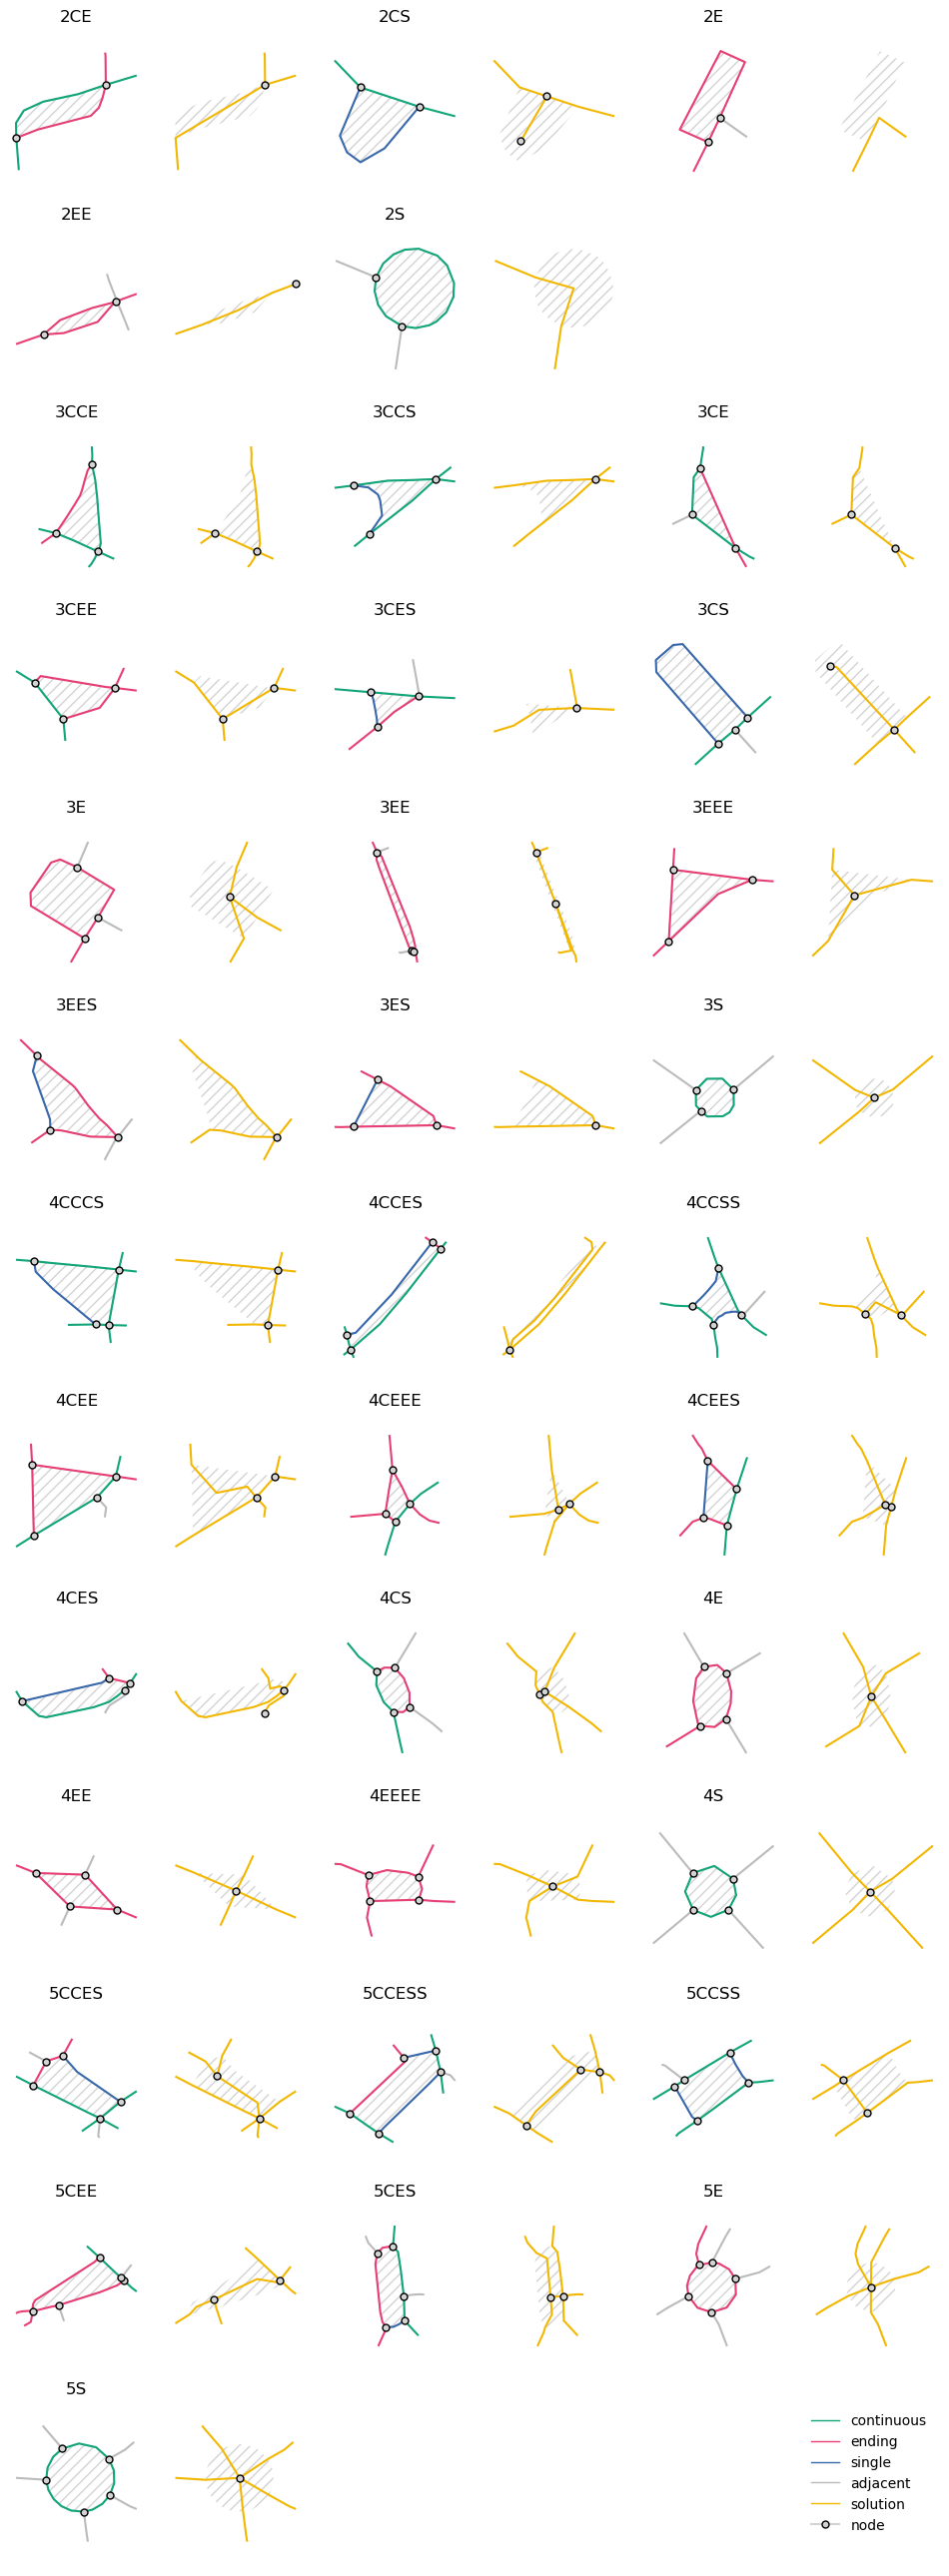 2CE 2CS 2E
2EE 2S
3CCE 3CCS 3CE
3CEE 3CES 3CS
3E 3EE 3EEE
3EES 3ES 3S
4CCCS 4CCES 4CCSS
4CEE 4CEEE 4CEES
4CES 4CS 4E
4EE 4EEEE 4S
5CCES 5CCESS 5CCSS
5CEE 5CES 5E
5S
continuous
ending
single
adjacent
solution
node